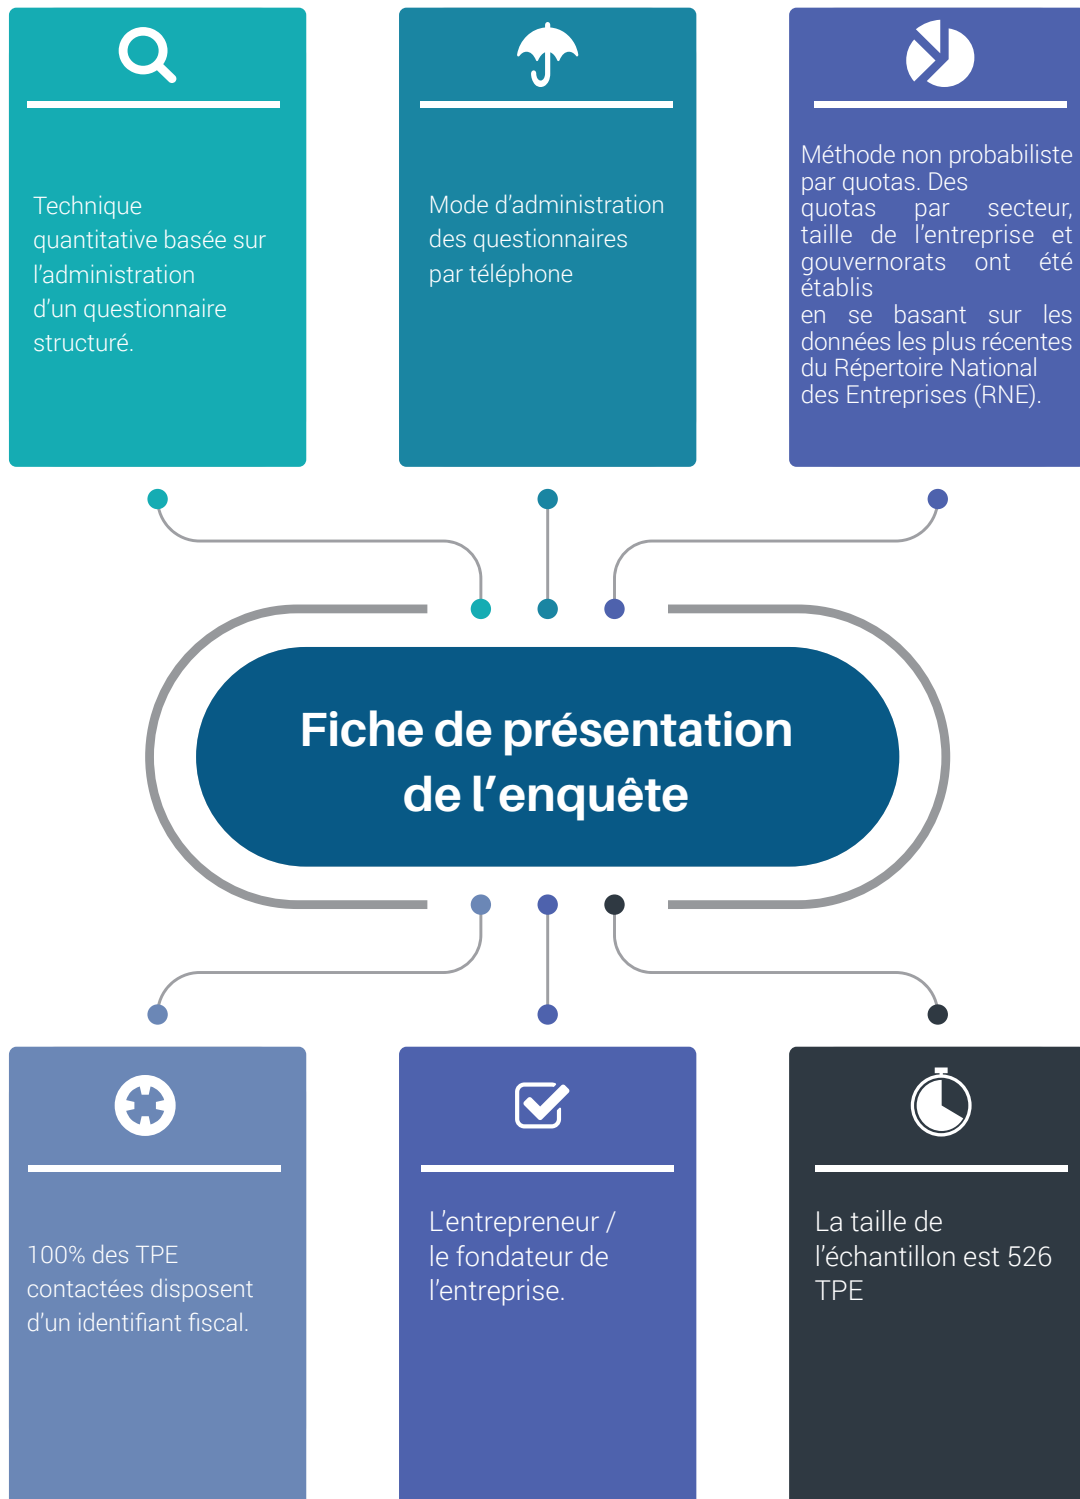 Technique
quantitative basée sur
l'administration
d'un questionnaire
structuré.
Mode d'administration
des questionnaires
par téléphone
Méthode non probabiliste
par quotas. Des
quotas par secteur,
taille de l'entreprise et
gouvernorats ont été
établis
en se basant sur les
données les plus récentes
du Répertoire National
des Entreprises (RNE).
Fiche de présentation
de l'enquête
100% des TPE
contactées disposent
d'un identifiant fiscal.
L'entrepreneur /
le fondateur de
l'entreprise.
La taille de
l'échantillon est 526
TPE